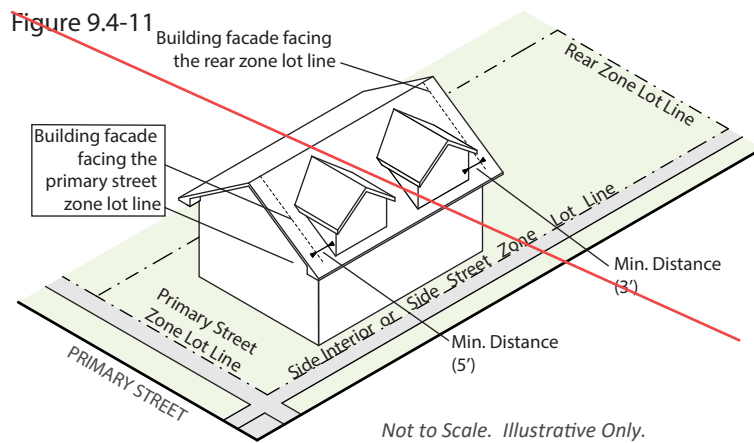 Figure 9.4-11
Building facade facing
the rear zone lot line
Rear Zone Lot Line
Building facade
facing the
primary street
zone lot line
Min. Distance
(3')
Side Interior or Side Street Zone Lot Line
Primary Street
Zone Lot Line
Min. Distance
(5')
PRIMARY STREET
Not to Scale. Illustrative Only.